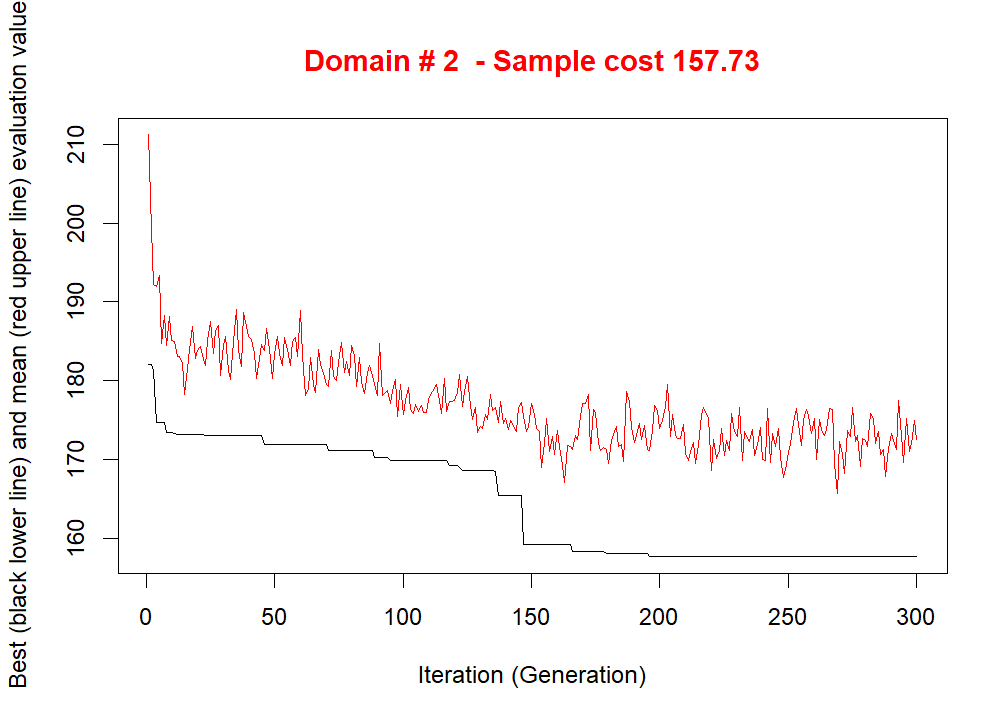 Domain # 2  - Sample cost 157.73
Best (black lower line) and mean (red upper line) evaluation value
210
200
190
180
170
160
0 50 100 150 200 250 300
Iteration (Generation)